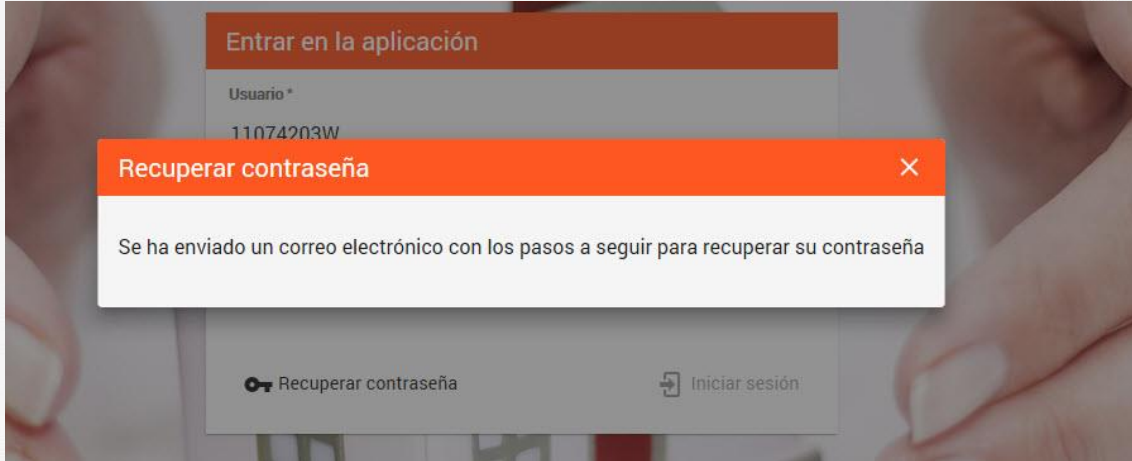 Entrar en la aplicación
Usuario *
11074203W
Recuperar contraseña
Se ha enviado un correo electrónico con los pasos a seguir para recuperar su contraseña
Recuperar contraseña
Iniciar sesión